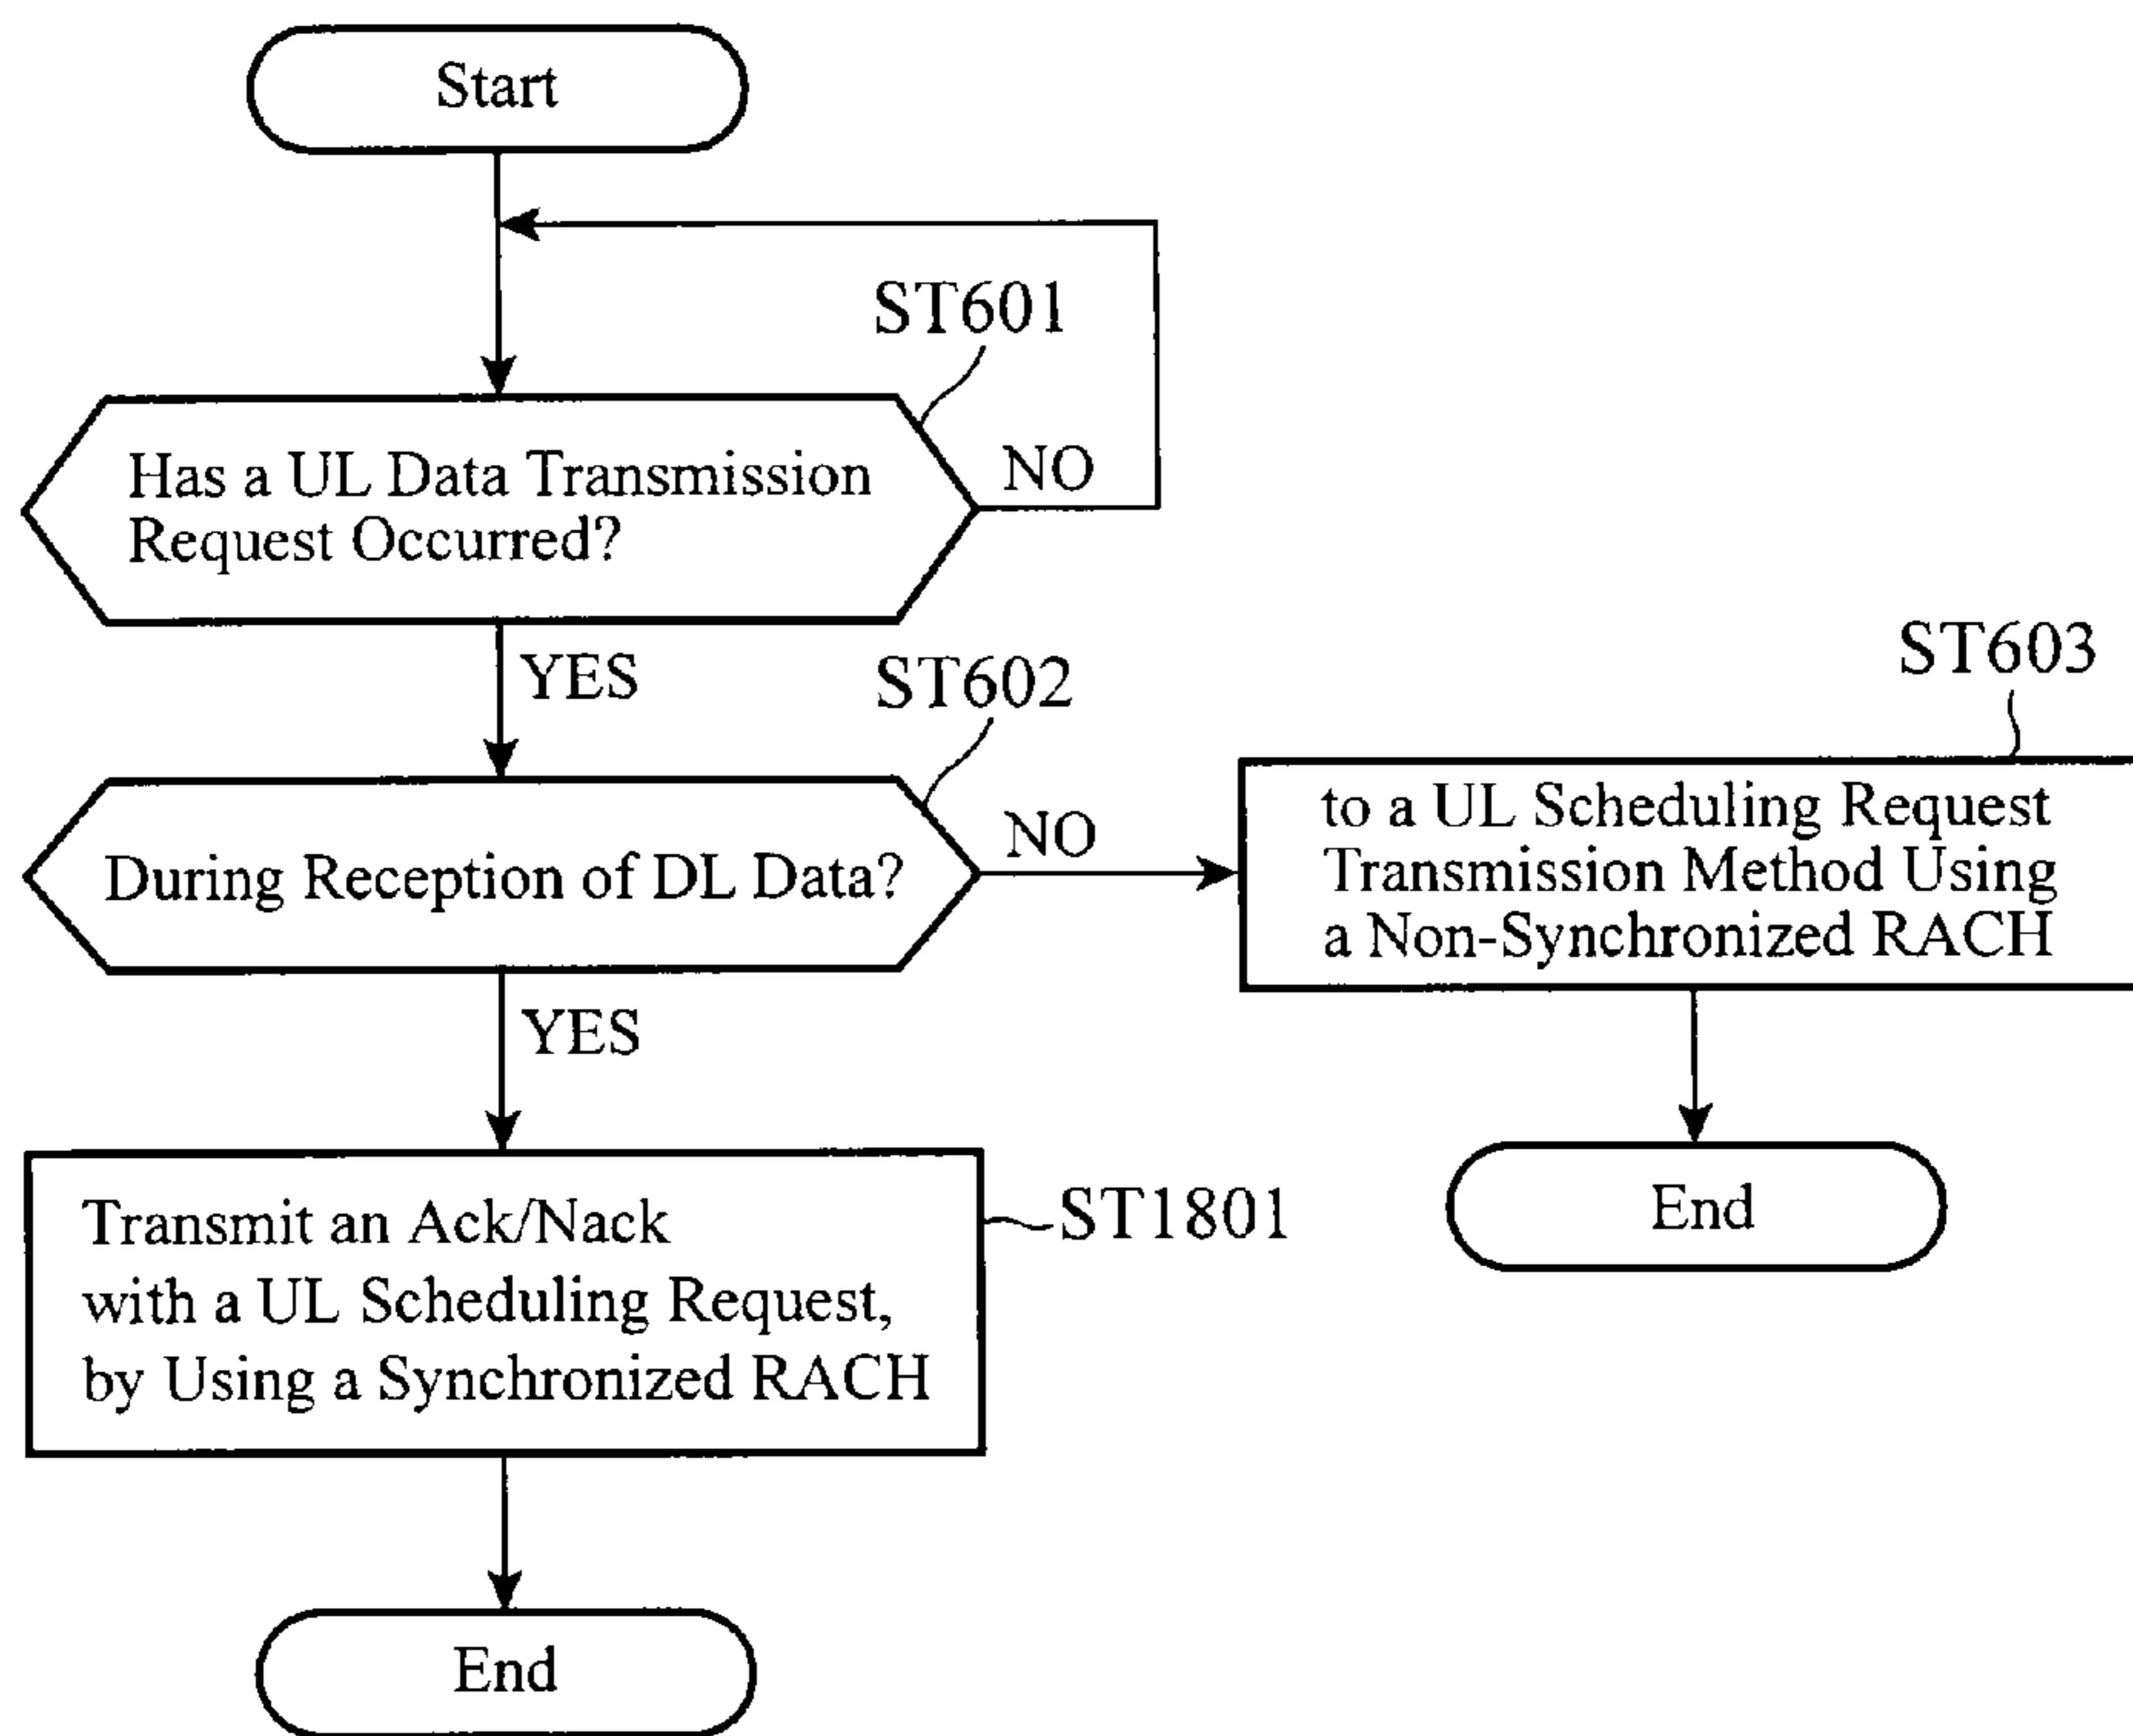 Start
ST601
Has a UL Data Transmission
Request Occurred?
NO
YES
ST602
During Reception of DL Data?
NO
ST603
to a UL Scheduling Request
Transmission Method Using
a Non-Synchronized RACH
YES
End
Transmit an Ack/Nack
with a UL Scheduling Request,
by Using a Synchronized RACH
ST1801
End